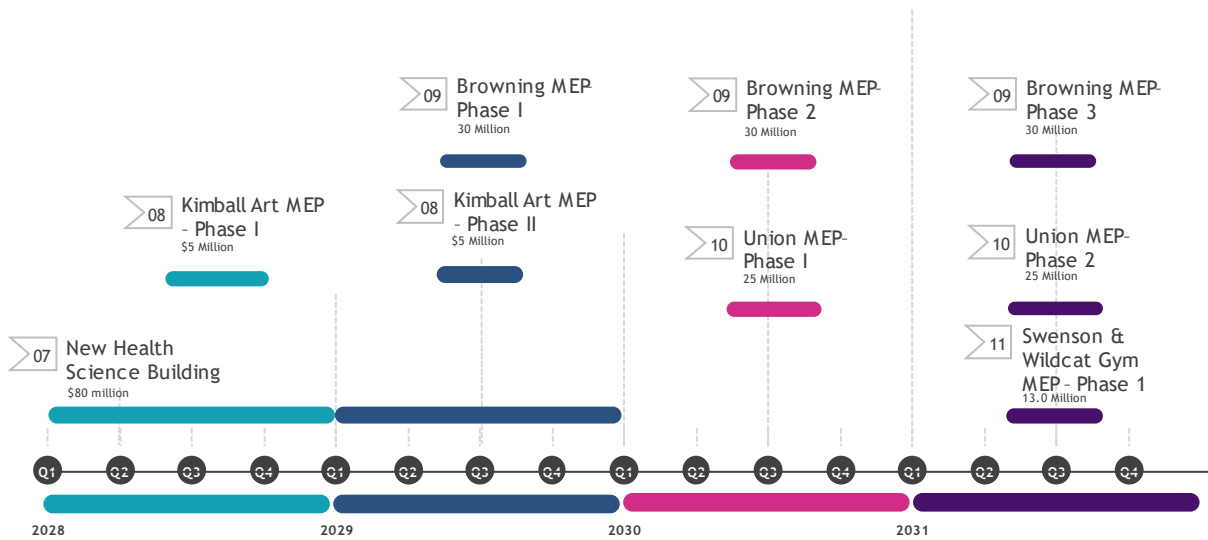 09
Browning MEP-
Phase I
30 Million
09
Browning MEP-
Phase 2
30 Million
09
Browning MEP-
Phase 3
30 Million
08
Kimball Art MEP
- Phase I
$5 Million
08
Kimball Art MEP
- Phase II
$5 Million
10
Union MEP-
Phase I
25 Million
10
Union MEP-
Phase 2
25 Million
07
New Health
Science Building
$80 million
11
Swenson &
Wildcat Gym
MEP - Phase 1
13.0 Million
Q1 Q2 Q3 Q4 Q1 Q2 Q3 Q4 Q1 Q2 Q3 Q4 Q1 Q2 Q3 Q4
2028 2029 2030 2031